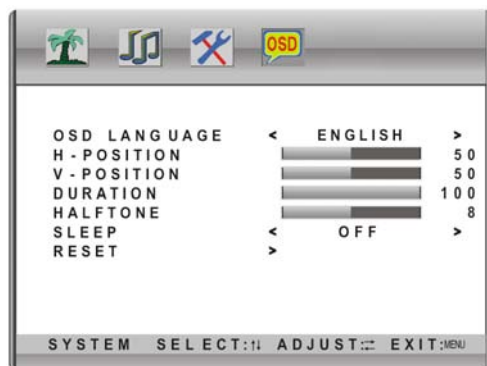 OSD
OSD LANGUAGE < ENGLISH >
H-POSITION 50
V-POSITION 50
DURATION 100
HALFTONE 8
SLEEP < OFF >
RESET >
SYSTEM SELECT:↑↓ ADJUST:⇄ EXIT:MENU